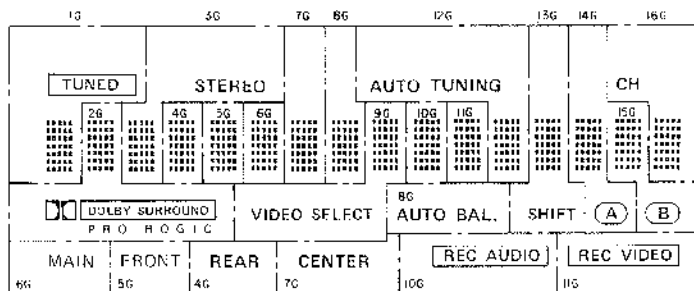 1G 3G 7G 8G 12G 13G 14G 16G
TUNED STEREO AUTO TUNING CH
2G 4G 5G 6G 9G 10G 11G 15G
8G
DOLBY SURROUND VIDEO SELECT AUTO BAL. SHIFT A B
PRO ROGIC
MAIN FRONT REAR CENTER REC AUDIO REC VIDEO
6G 5G 4G 7G 10G 11G